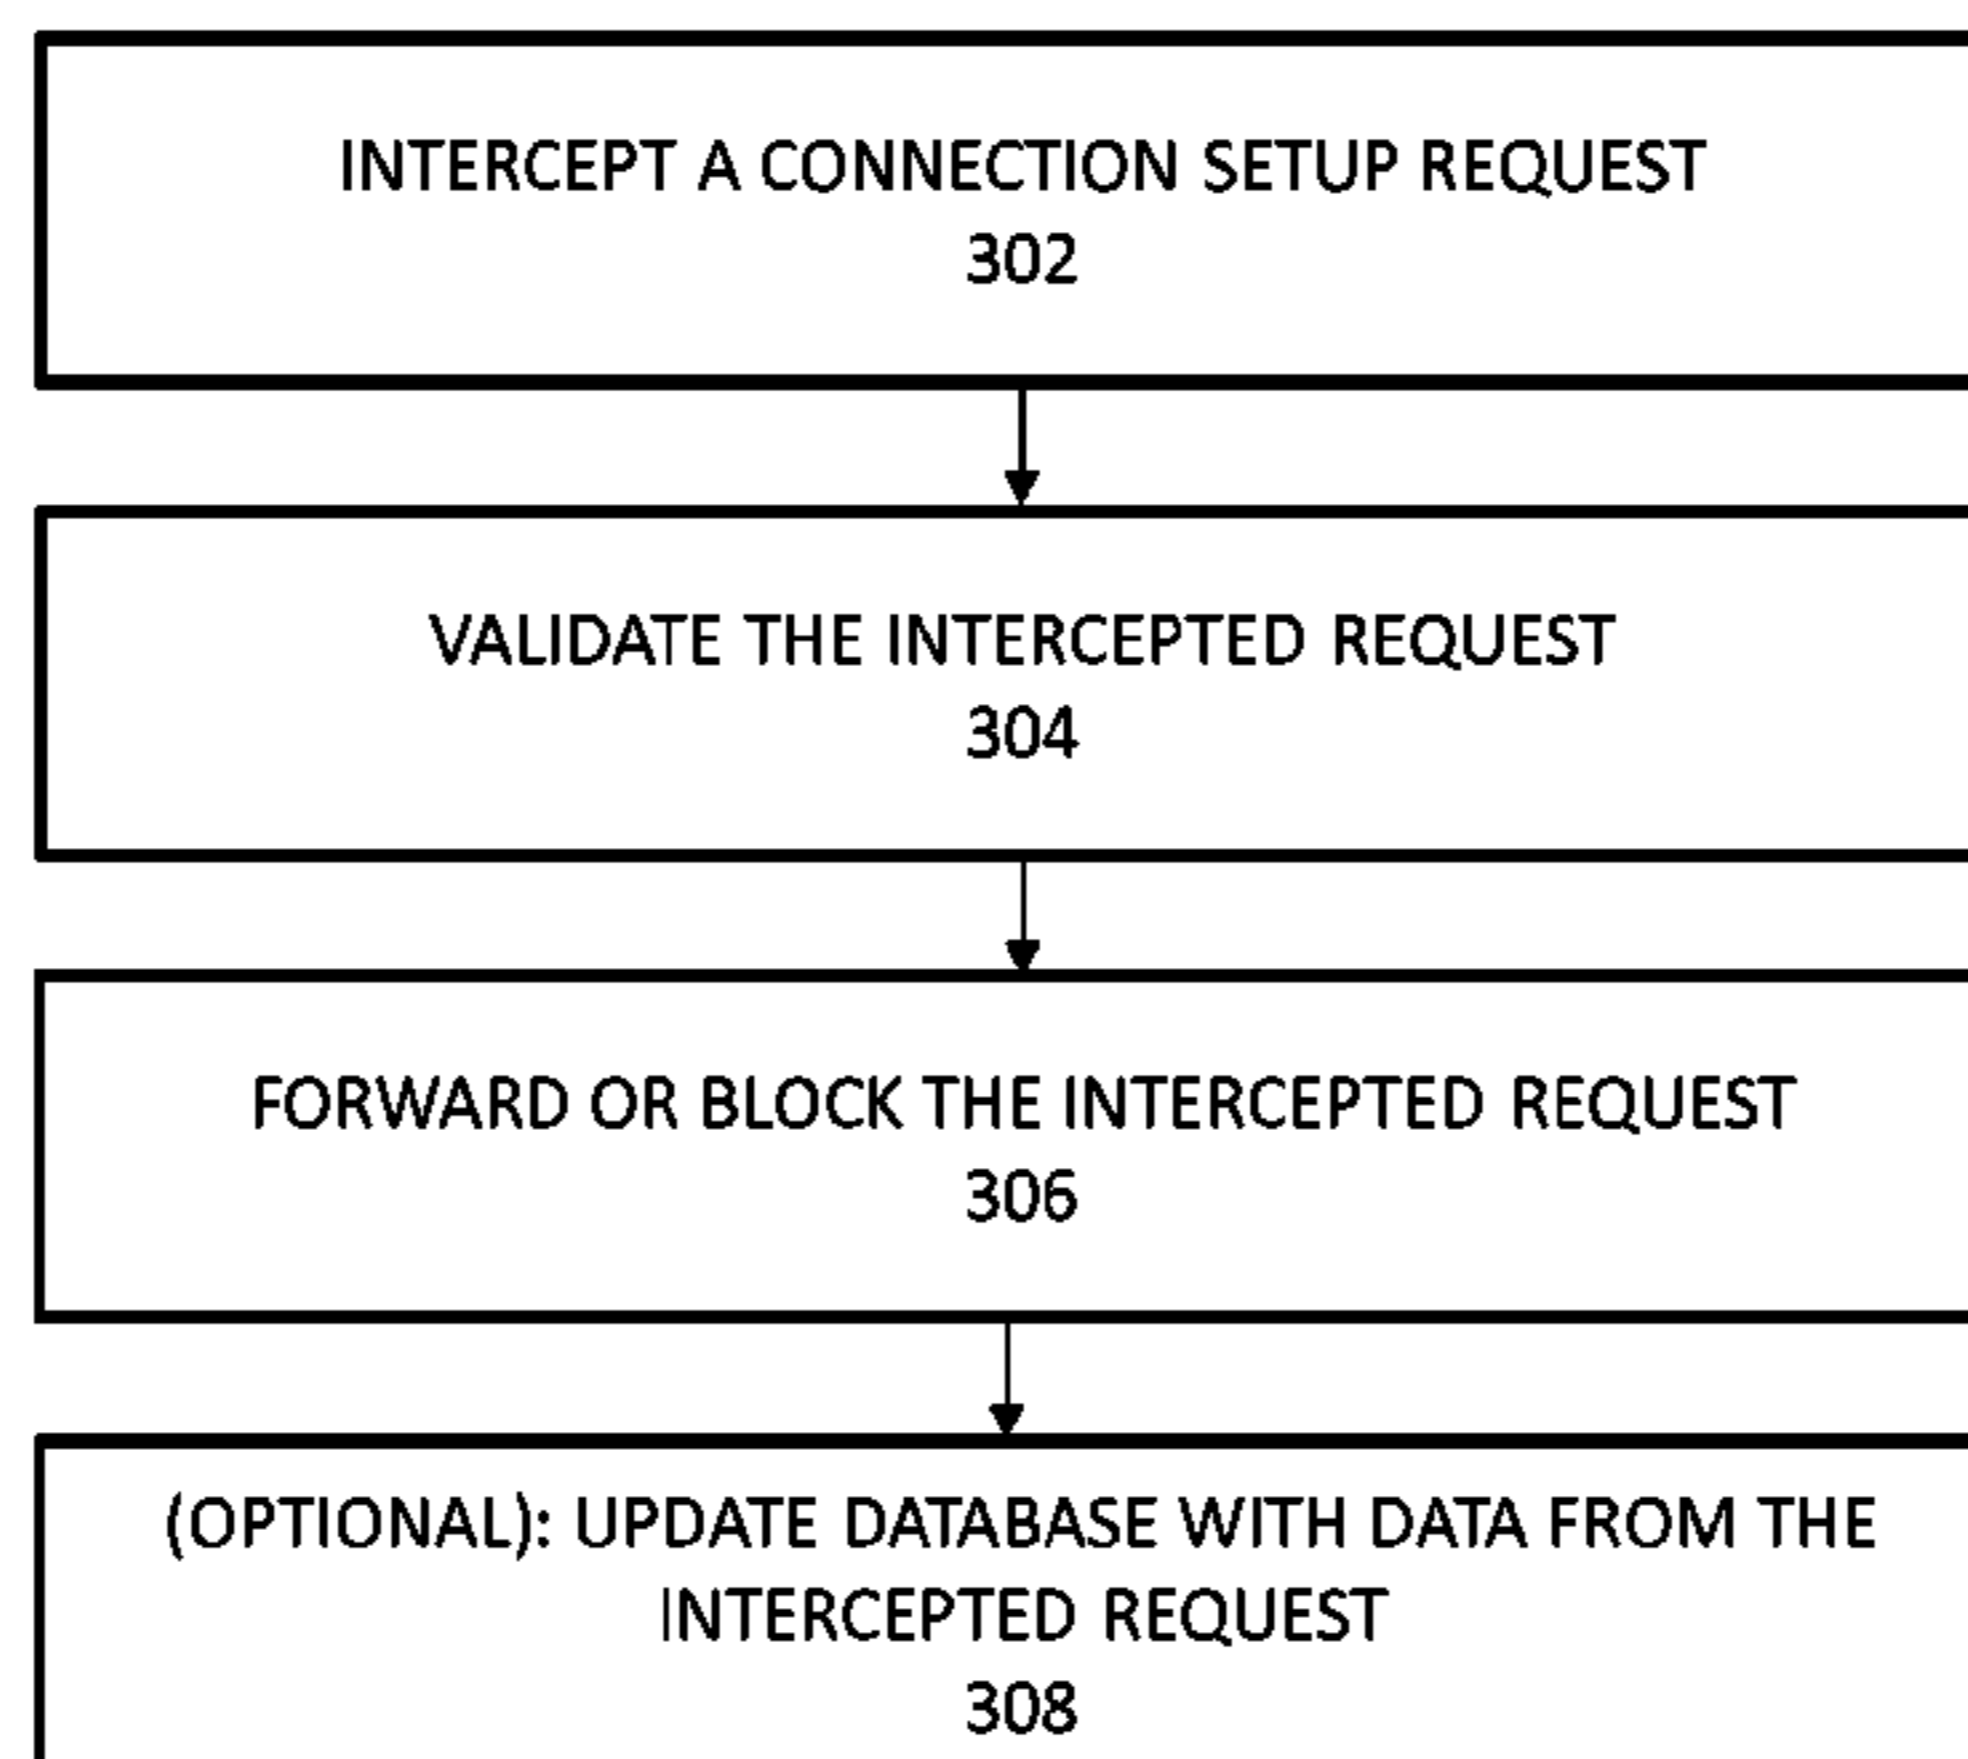 INTERCEPT A CONNECTION SETUP REQUEST
302
VALIDATE THE INTERCEPTED REQUEST
304
FORWARD OR BLOCK THE INTERCEPTED REQUEST
306
(OPTIONAL): UPDATE DATABASE WITH DATA FROM THE
INTERCEPTED REQUEST
308